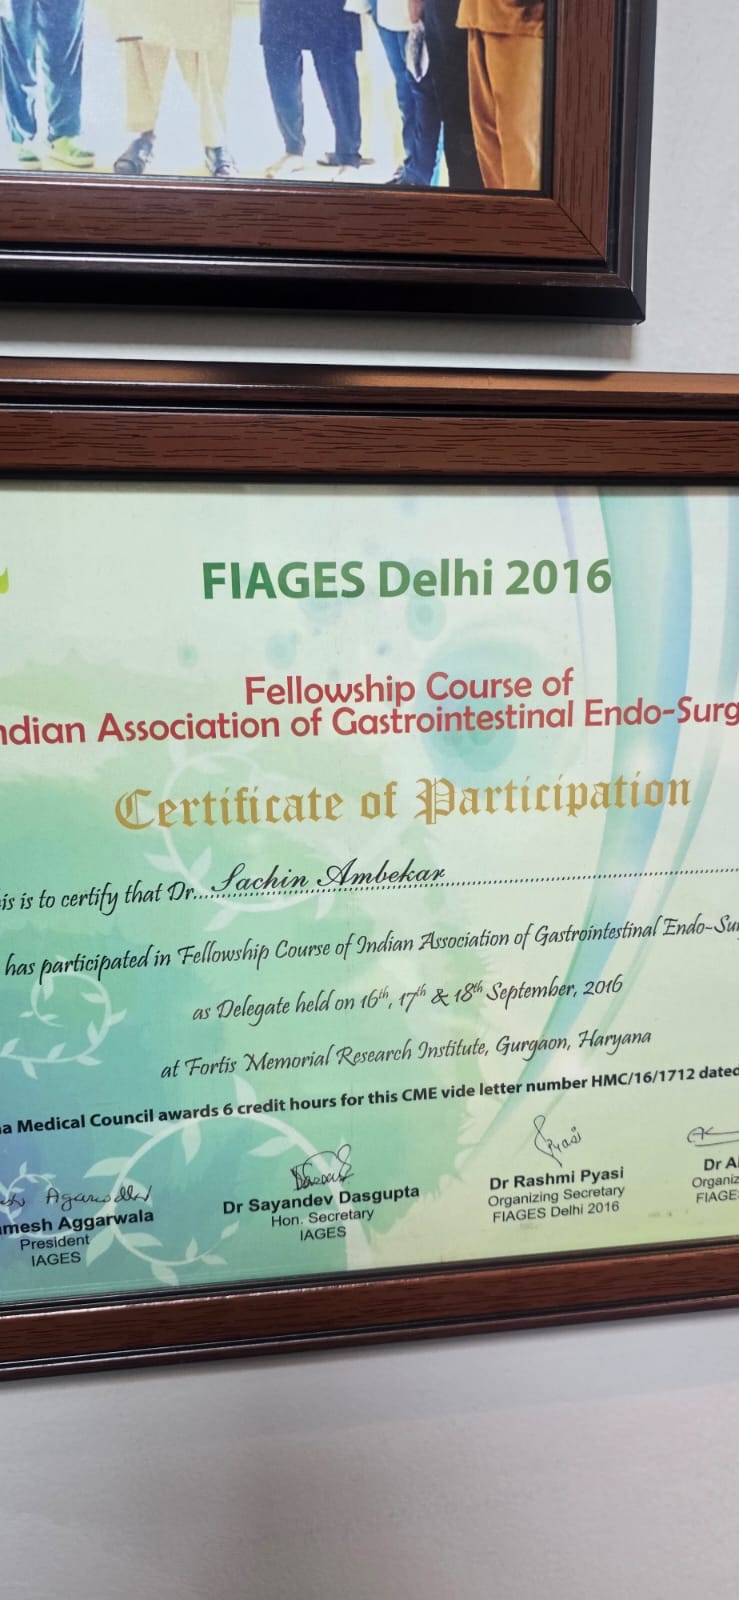 FIAGES Delhi 2016
Fellowship Course of
ndian Association of Gastrointestinal Endo-Surg
Certificate of Participation
is is to certify that Dr....Sachin Ambekar....
has participated in Fellowship Course of Indian Association of Gastrointestinal Endo-Sur
as Delegate held on 16th, 17th & 18th September, 2016
at Fortis Memorial Research Institute, Gurgaon, Haryana
a Medical Council awards 6 credit hours for this CME vide letter number HMC/16/1712 dated
Agarwalla
Pyasi
mesh Aggarwala
President
IAGES
Dr Sayandev Dasgupta
Hon. Secretary
IAGES
Dr Rashmi Pyasi
Organizing Secretary
FIAGES Delhi 2016
Dr A
Organiz
FIAGE